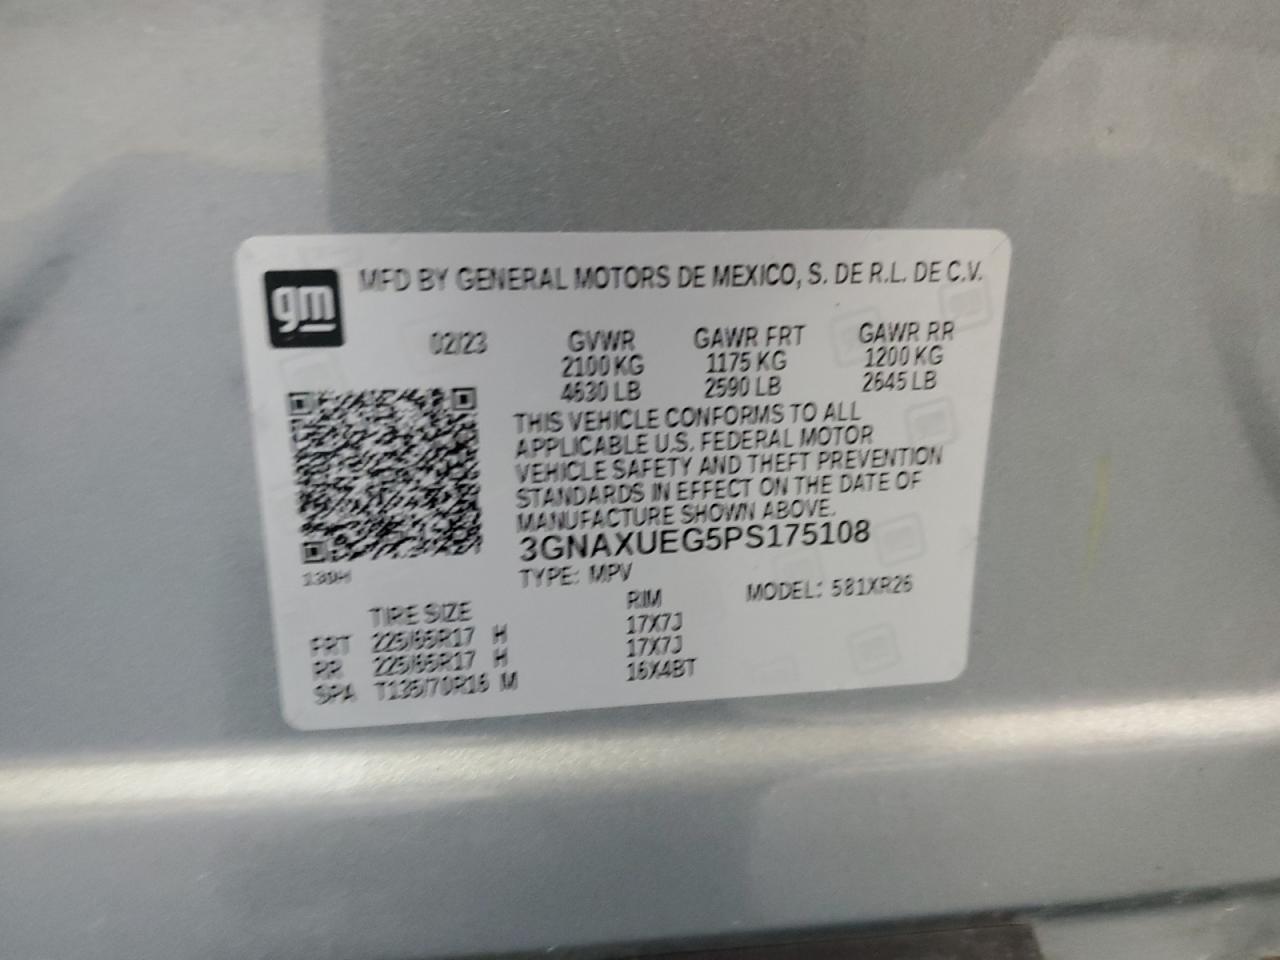 gm
MFD BY GENERAL MOTORS DE MEXICO, S. DE R.L. DE C.V.
02/23 GVWR GAWR FRT GAWR RR
2100 KG 1175 KG 1200 KG
4630 LB 2590 LB 2645 LB
THIS VEHICLE CONFORMS TO ALL
APPLICABLE U.S. FEDERAL MOTOR
VEHICLE SAFETY AND THEFT PREVENTION
STANDARDS IN EFFECT ON THE DATE OF
MANUFACTURE SHOWN ABOVE.
3GNAXUEG5PS175108
TYPE: MPV MODEL: 581XR26
TIRE SIZE RIM
FRT 225/65R17 H 17X7J
RR 225/65R17 H 17X7J
SPA T135/70R16 M 16X4BT